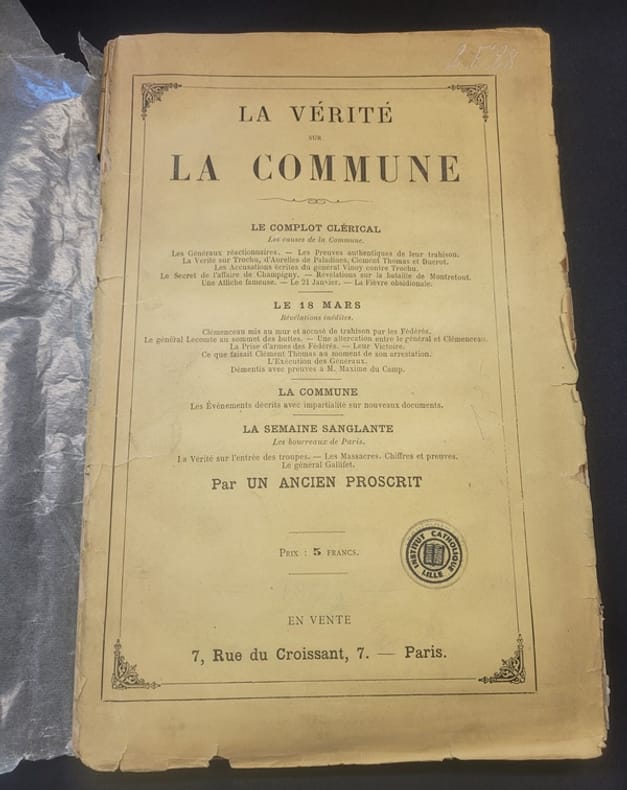 LA VÉRITÉ
SUR
LA COMMUNE
LE COMPLOT CLÉRICAL
Les causes de la Commune.
Les Généraux réactionnaires. — Les Preuves authentiques de leur trahison.
La Vérité sur Trochu, d'Aurelles de Paladines, Clément Thomas et Ducrot.
Les Accusations écrites du général Vinoy contre Trochu.
Le Secret de l'affaire de Champigny. — Révélations sur la bataille de Montretout.
Une Affiche fameuse. — Le 21 Janvier. — La Fièvre obsidionale.
LE 18 MARS
Révélations inédites.
Clémenceau mis au mur et accusé de trahison par les Fédérés.
Le général Lecomte au sommet des buttes. — Une altercation entre le général et Clémenceau.
La Prise d'armes des Fédérés. — Leur Victoire.
Ce que faisait Clément Thomas au moment de son arrestation.
L'Exécution des Généraux.
Démentis avec preuves à M. Maxime du Camp.
LA COMMUNE
Les Événements décrits avec impartialité sur nouveaux documents.
LA SEMAINE SANGLANTE
Les bourreaux de Paris.
La Vérité sur l'entrée des troupes. — Les Massacres. Chiffres et preuves.
Le général Gallifet.
Par UN ANCIEN PROSCRIT
PRIX : 5 FRANCS.
INSTITUT CATHOLIQUE
LILLE
EN VENTE
7, Rue du Croissant, 7. — Paris.